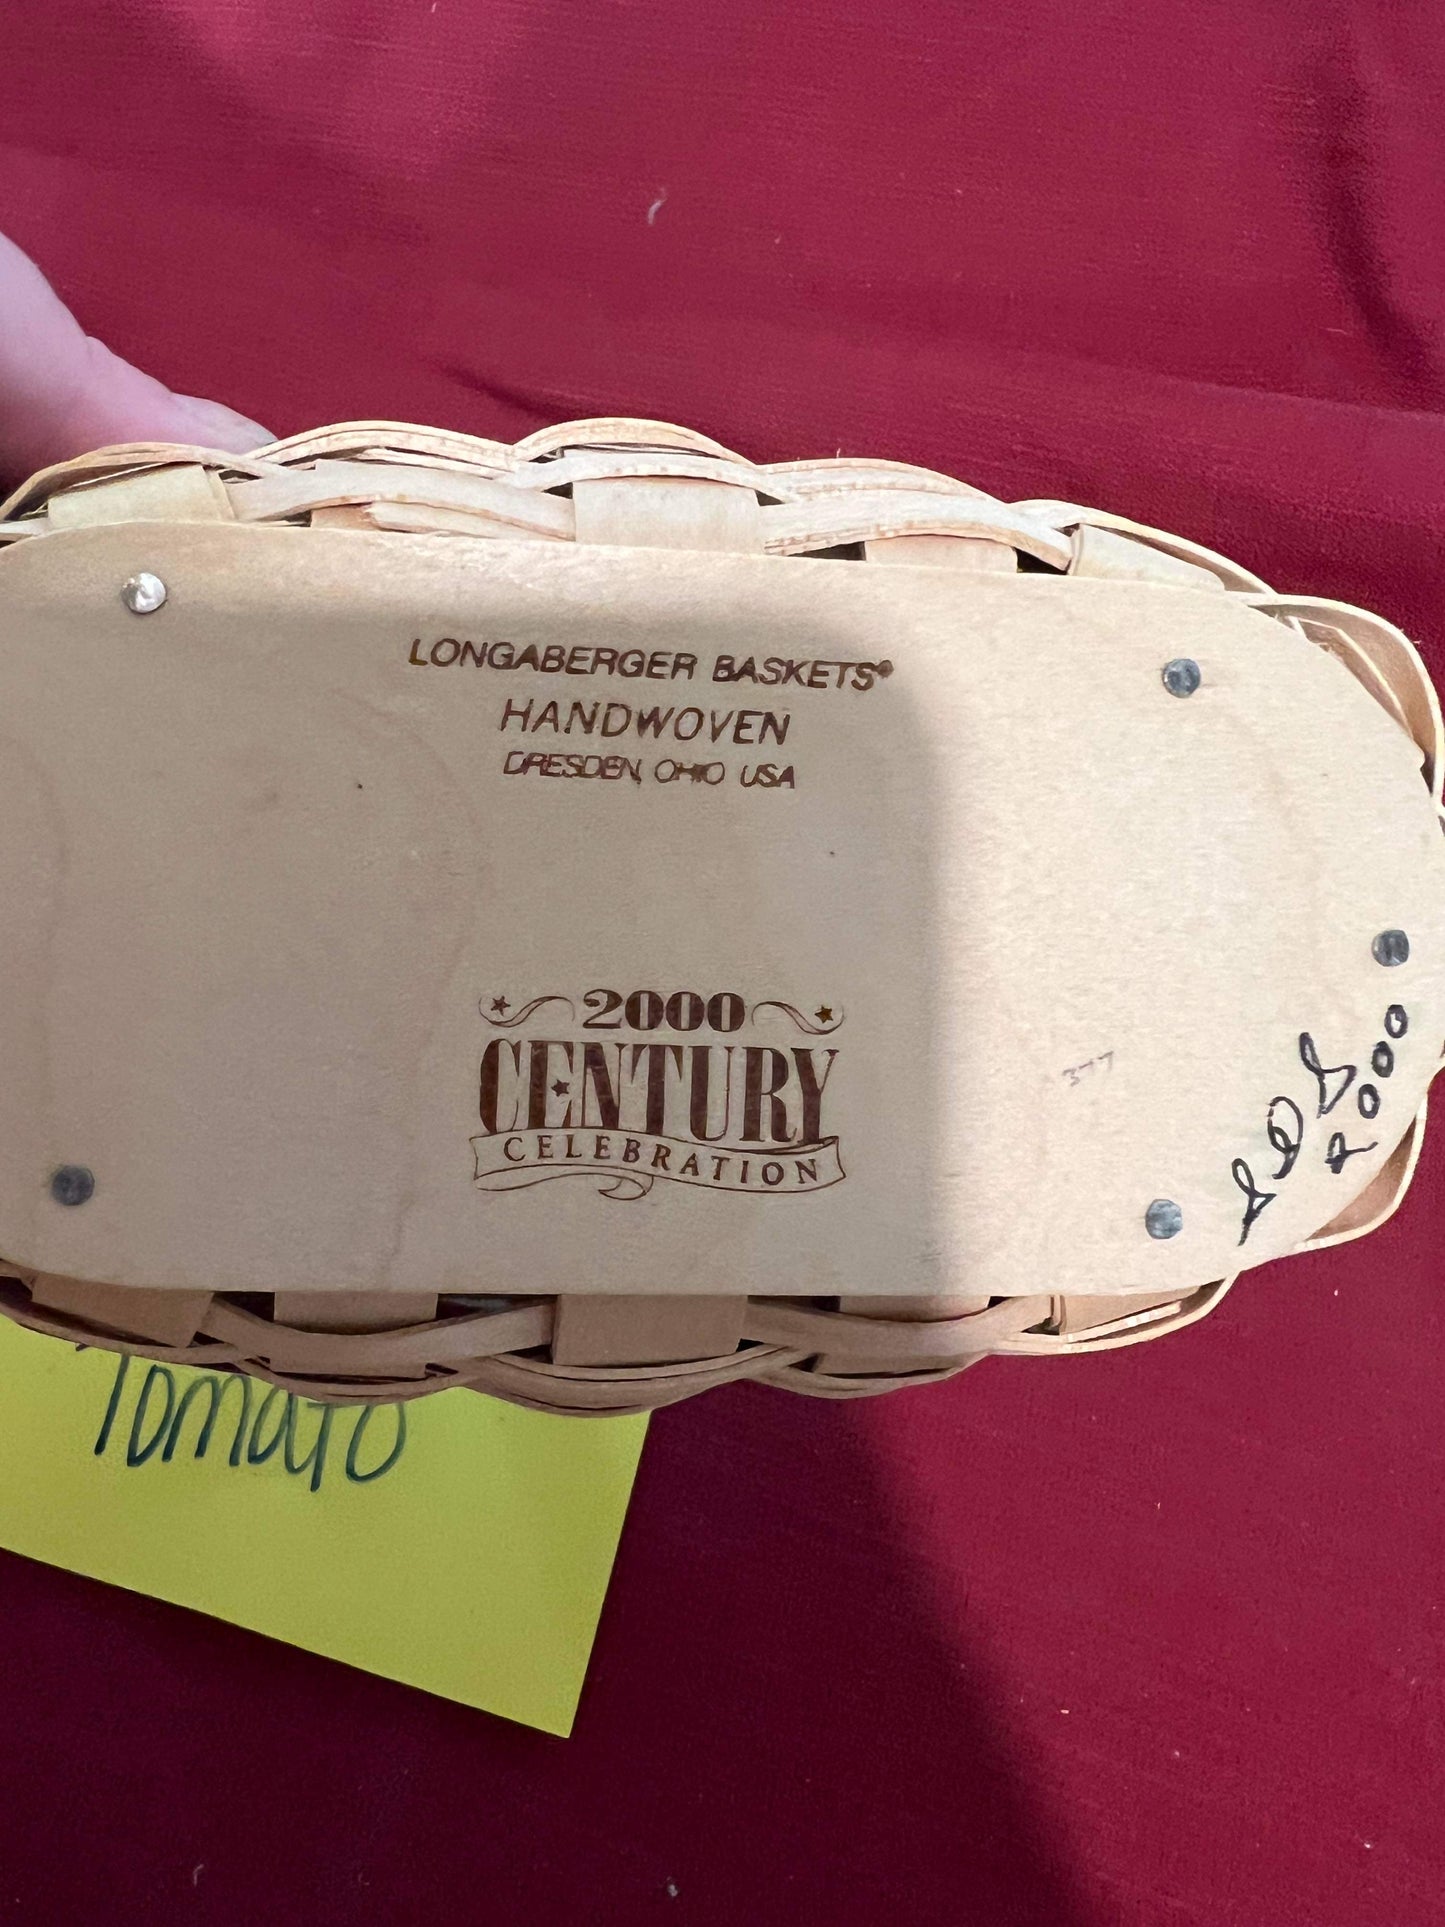 LONGABERGER BASKETS®
HANDWOVEN
DRESDEN, OHIO USA
2000
CENTURY
CELEBRATION
2000
Tomato